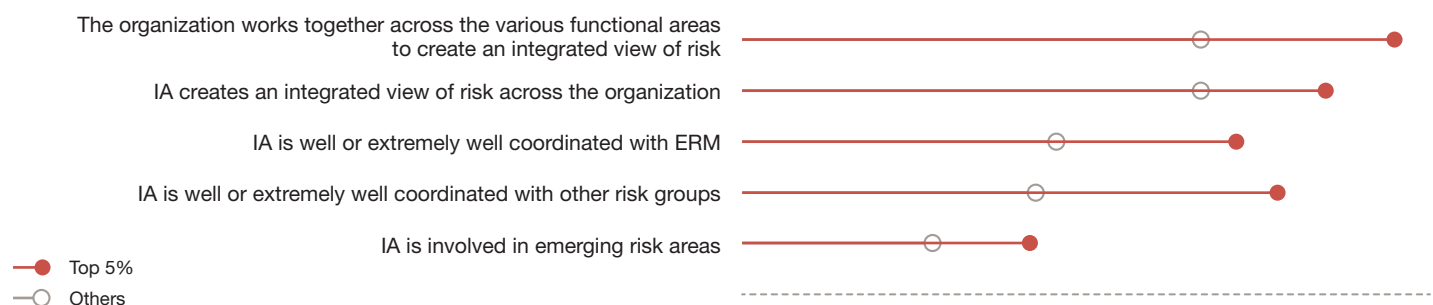 The organization works together across the various functional areas
to create an integrated view of risk
IA creates an integrated view of risk across the organization
IA is well or extremely well coordinated with ERM
IA is well or extremely well coordinated with other risk groups
IA is involved in emerging risk areas
Top 5%
Others